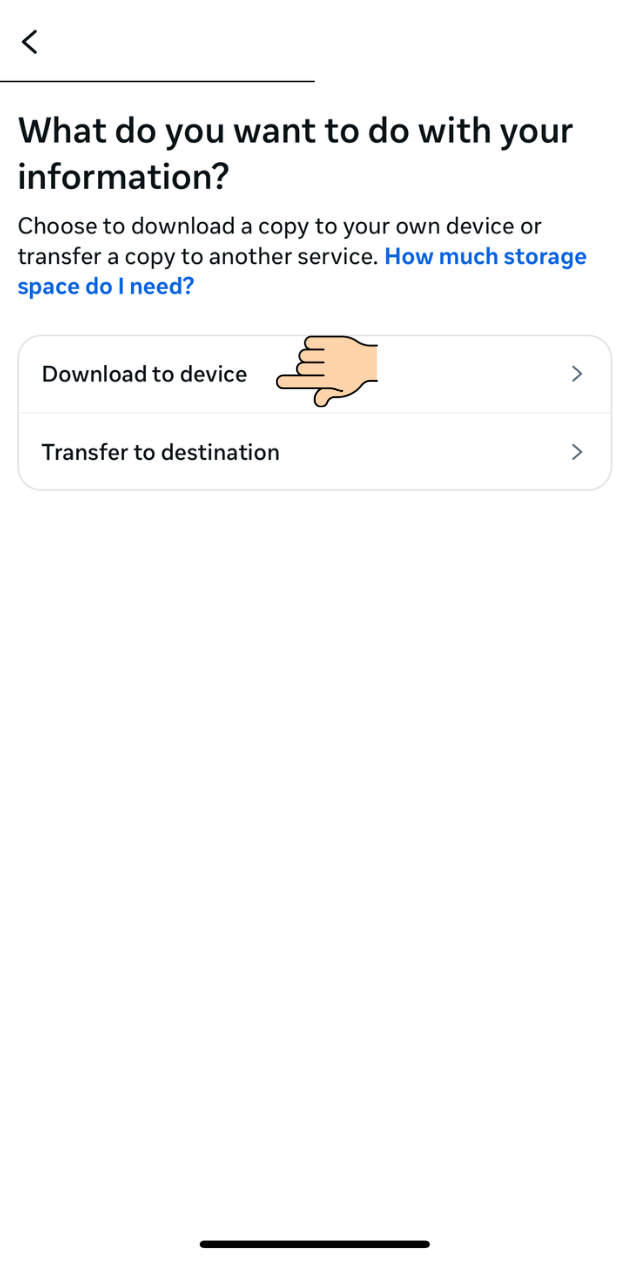 What do you want to do with your
information?
Choose to download a copy to your own device or
transfer a copy to another service. How much storage
space do I need?
Download to device
Transfer to destination